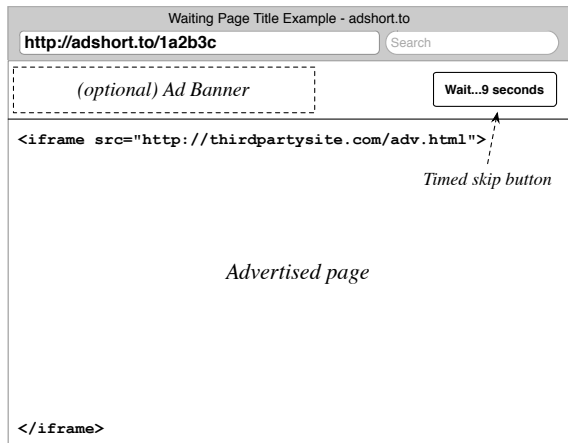 Waiting Page Title Example - adshort.to
http://adshort.to/1a2b3c
Search
(optional) Ad Banner
Wait...9 seconds
<iframe src="http://thirdpartysite.com/adv.html">
Timed skip button
Advertised page
</iframe>